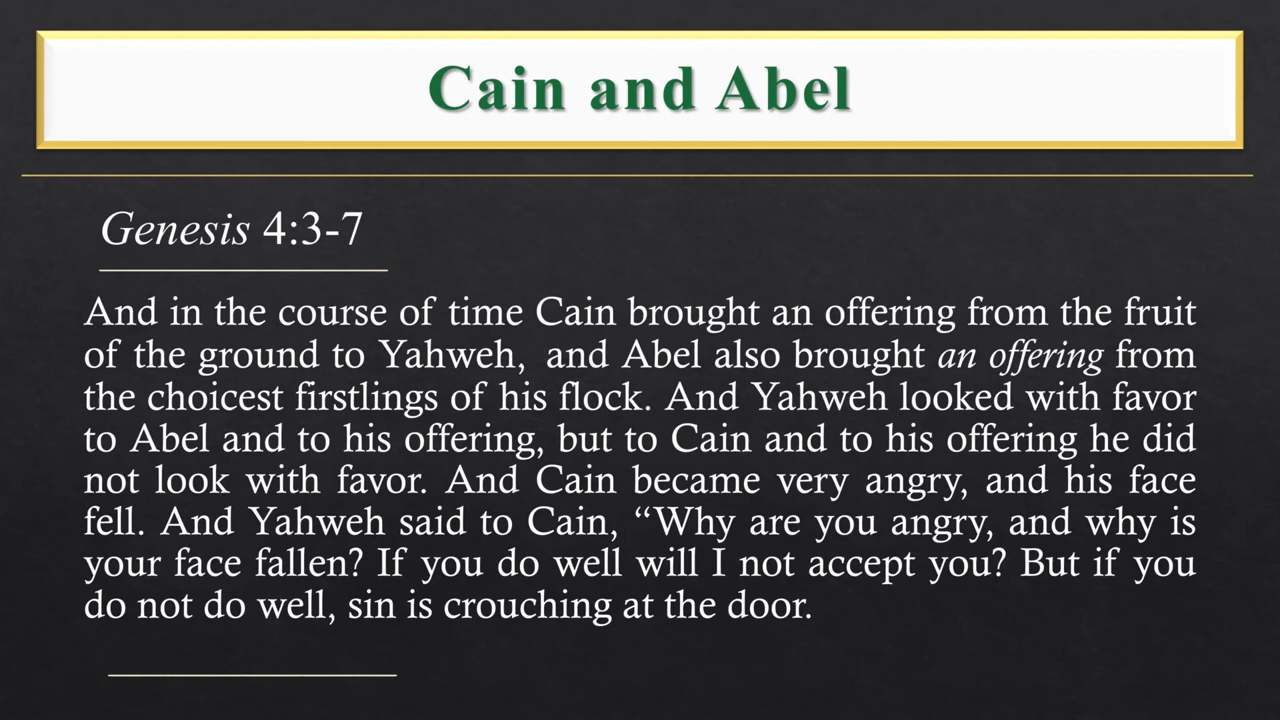 Cain and Abel
Genesis 4:3-7
And in the course of time Cain brought an offering from the fruit
of the ground to Yahweh, and Abel also brought an offering from
the choicest firstlings of his flock. And Yahweh looked with favor
to Abel and to his offering, but to Cain and to his offering he did
not look with favor. And Cain became very angry, and his face
fell. And Yahweh said to Cain, “Why are you angry, and why is
your face fallen? If you do well will I not accept you? But if you
do not do well, sin is crouching at the door.